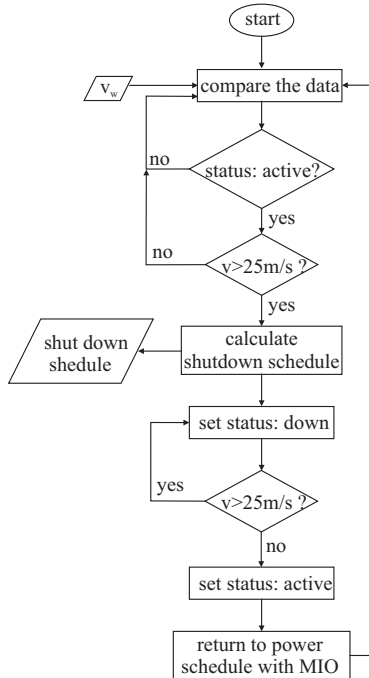 start
v_w
compare the data
no
status: active?
yes
no
v>25m/s ?
yes
shut down
shedule
calculate
shutdown schedule
set status: down
yes
v>25m/s ?
no
set status: active
return to power
schedule with MIO